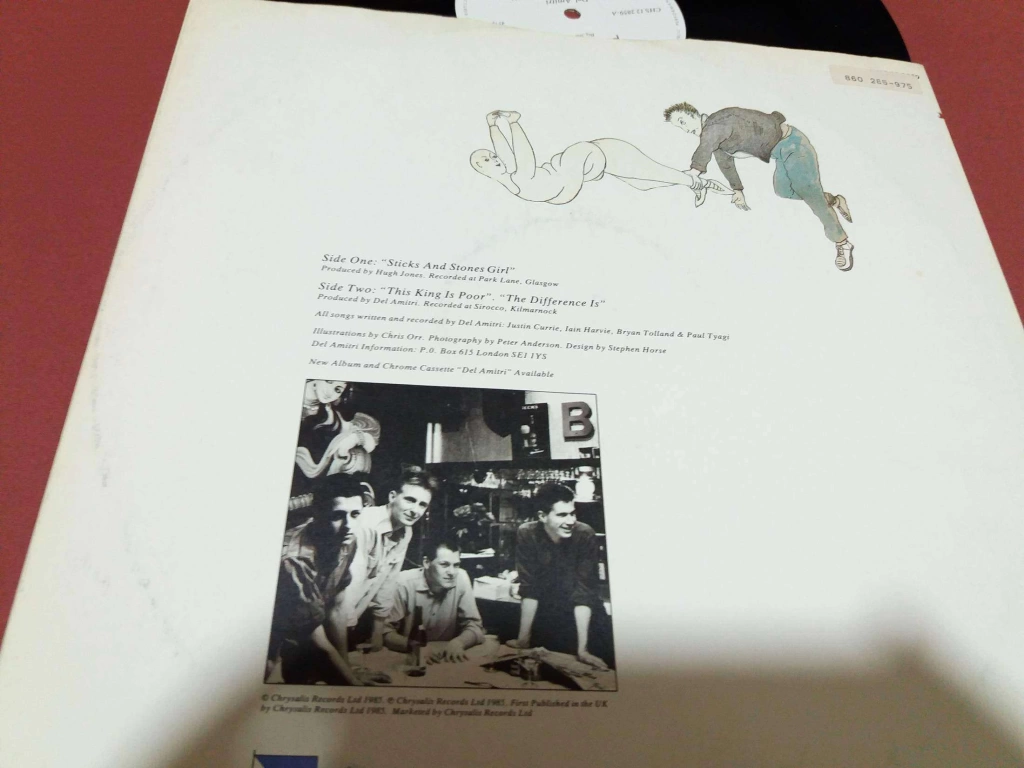 Del Amitri
860 268-975
Side One: "Sticks And Stones Girl"
Produced by Hugh Jones. Recorded at Park Lane, Glasgow
Side Two: "This King Is Poor". "The Difference Is"
Produced by Del Amitri. Recorded at Sirocco, Kilmarnock
All songs written and recorded by Del Amitri: Justin Currie, Iain Harvie, Bryan Tolland & Paul Tyagi
Illustrations by Chris Orr. Photography by Peter Anderson. Design by Stephen Horse
Del Amitri Information: P.O. Box 615 London SE1 1YS
New Album and Chrome Cassette "Del Amitri" Available
B
© Chrysalis Records Ltd 1985. ℗ Chrysalis Records Ltd 1985. First Published in the UK
by Chrysalis Records Ltd 1985. Marketed by Chrysalis Records Ltd